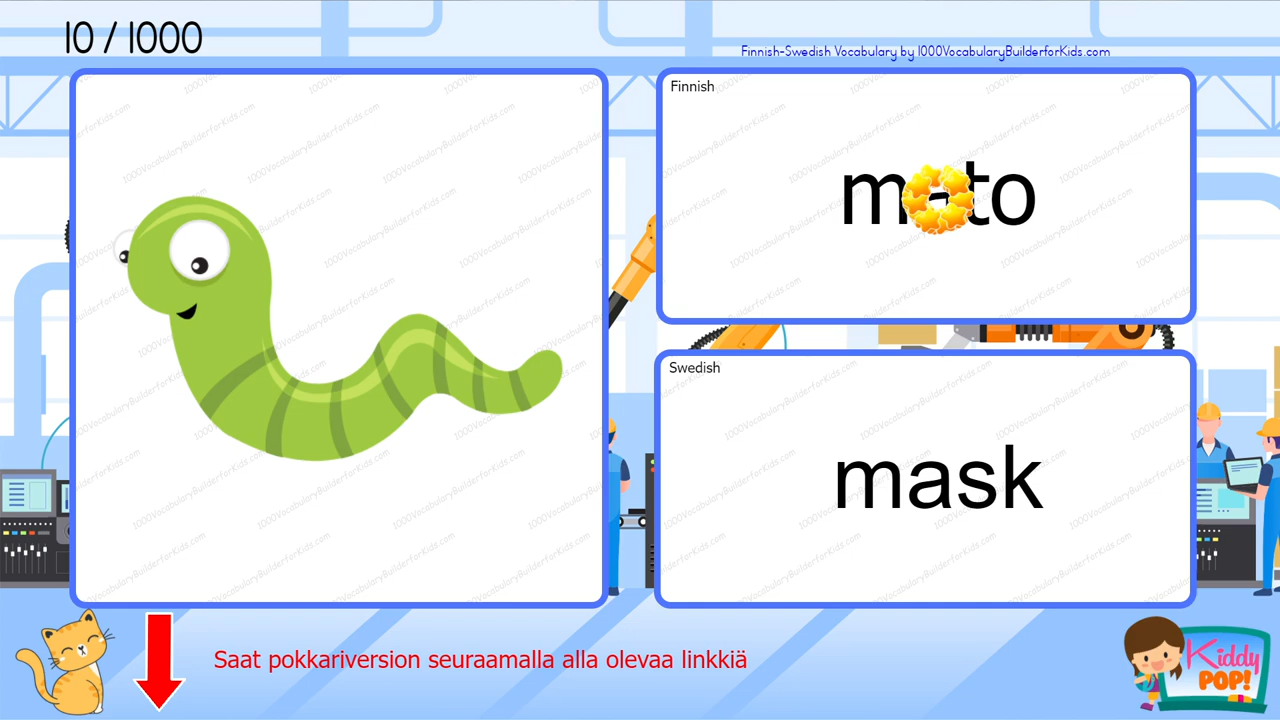 10 / 1000
Finnish-Swedish Vocabulary by 1000VocabularyBuilderforKids.com
Finnish
mato
Swedish
mask
Saat pokkariversion seuraamalla alla olevaa linkkiä
Kiddy
POP!